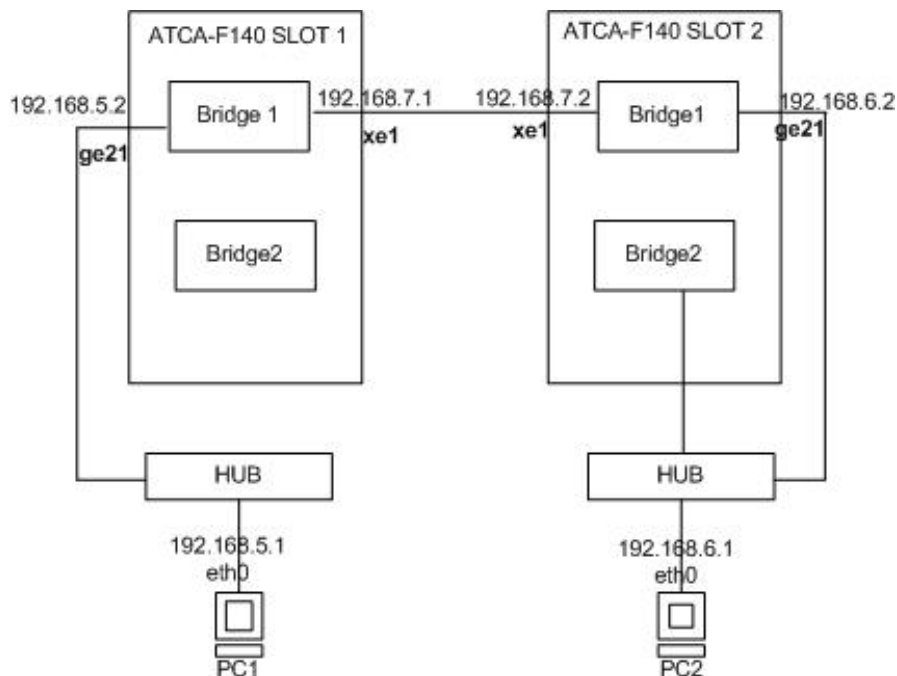 ATCA-F140 SLOT 1
ATCA-F140 SLOT 2
192.168.5.2
Bridge 1
192.168.7.1
192.168.7.2
Bridge1
192.168.6.2
ge21
xe1
xe1
ge21
Bridge2
Bridge2
HUB
HUB
192.168.5.1
eth0
192.168.6.1
eth0
PC1
PC2